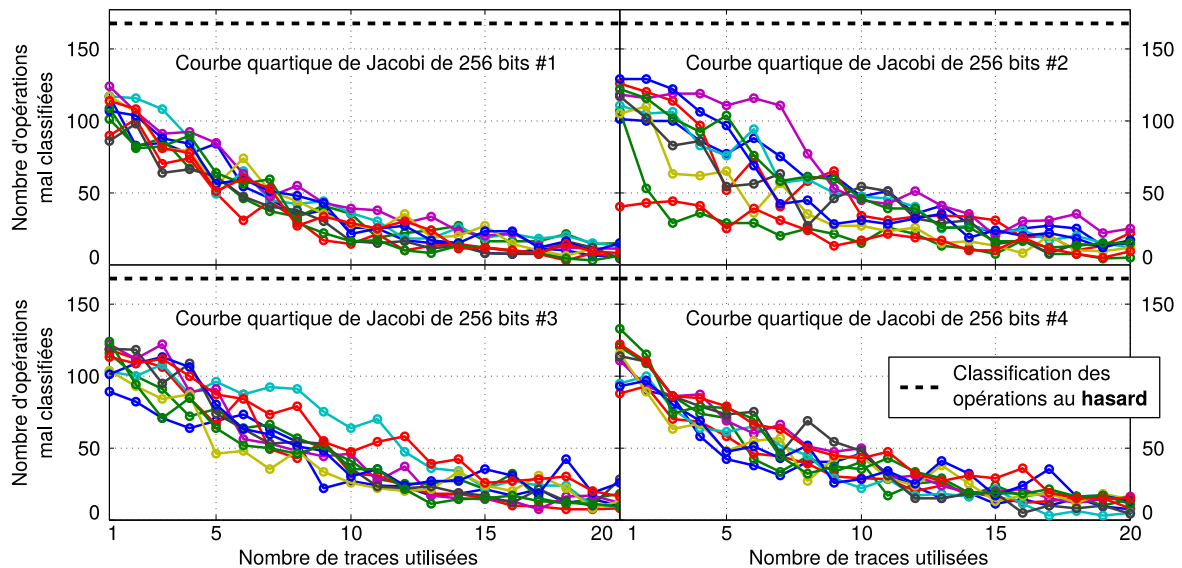 150
100
50
0
Nombre d'opérations
mal classifiées
Courbe quartique de Jacobi de 256 bits #1
Courbe quartique de Jacobi de 256 bits #2
150
100
50
0
150
100
50
0
Nombre d'opérations
mal classifiées
Courbe quartique de Jacobi de 256 bits #3
Courbe quartique de Jacobi de 256 bits #4
150
50
0
Classification des
opérations au hasard
1 5 10 15 20
1 5 10 15 20
Nombre de traces utilisées
Nombre de traces utilisées